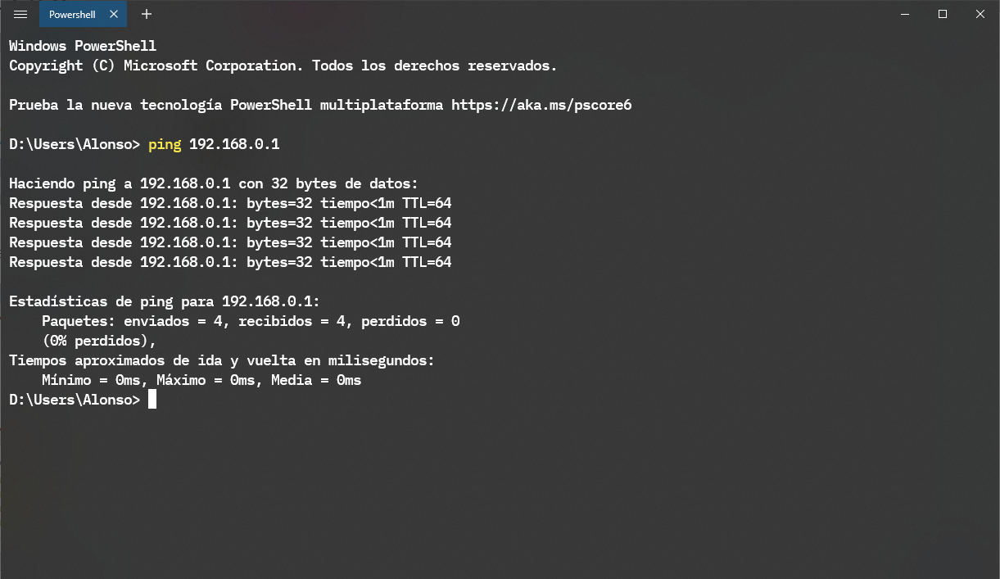 Powershell
Windows PowerShell
Copyright (C) Microsoft Corporation. Todos los derechos reservados.
Prueba la nueva tecnología PowerShell multiplataforma https://aka.ms/pscore6
D:\Users\Alonso> ping 192.168.0.1
Haciendo ping a 192.168.0.1 con 32 bytes de datos:
Respuesta desde 192.168.0.1: bytes=32 tiempo<1m TTL=64
Respuesta desde 192.168.0.1: bytes=32 tiempo<1m TTL=64
Respuesta desde 192.168.0.1: bytes=32 tiempo<1m TTL=64
Respuesta desde 192.168.0.1: bytes=32 tiempo<1m TTL=64
Estadísticas de ping para 192.168.0.1:
Paquetes: enviados = 4, recibidos = 4, perdidos = 0
(0% perdidos),
Tiempos aproximados de ida y vuelta en milisegundos:
Mínimo = 0ms, Máximo = 0ms, Media = 0ms
D:\Users\Alonso>